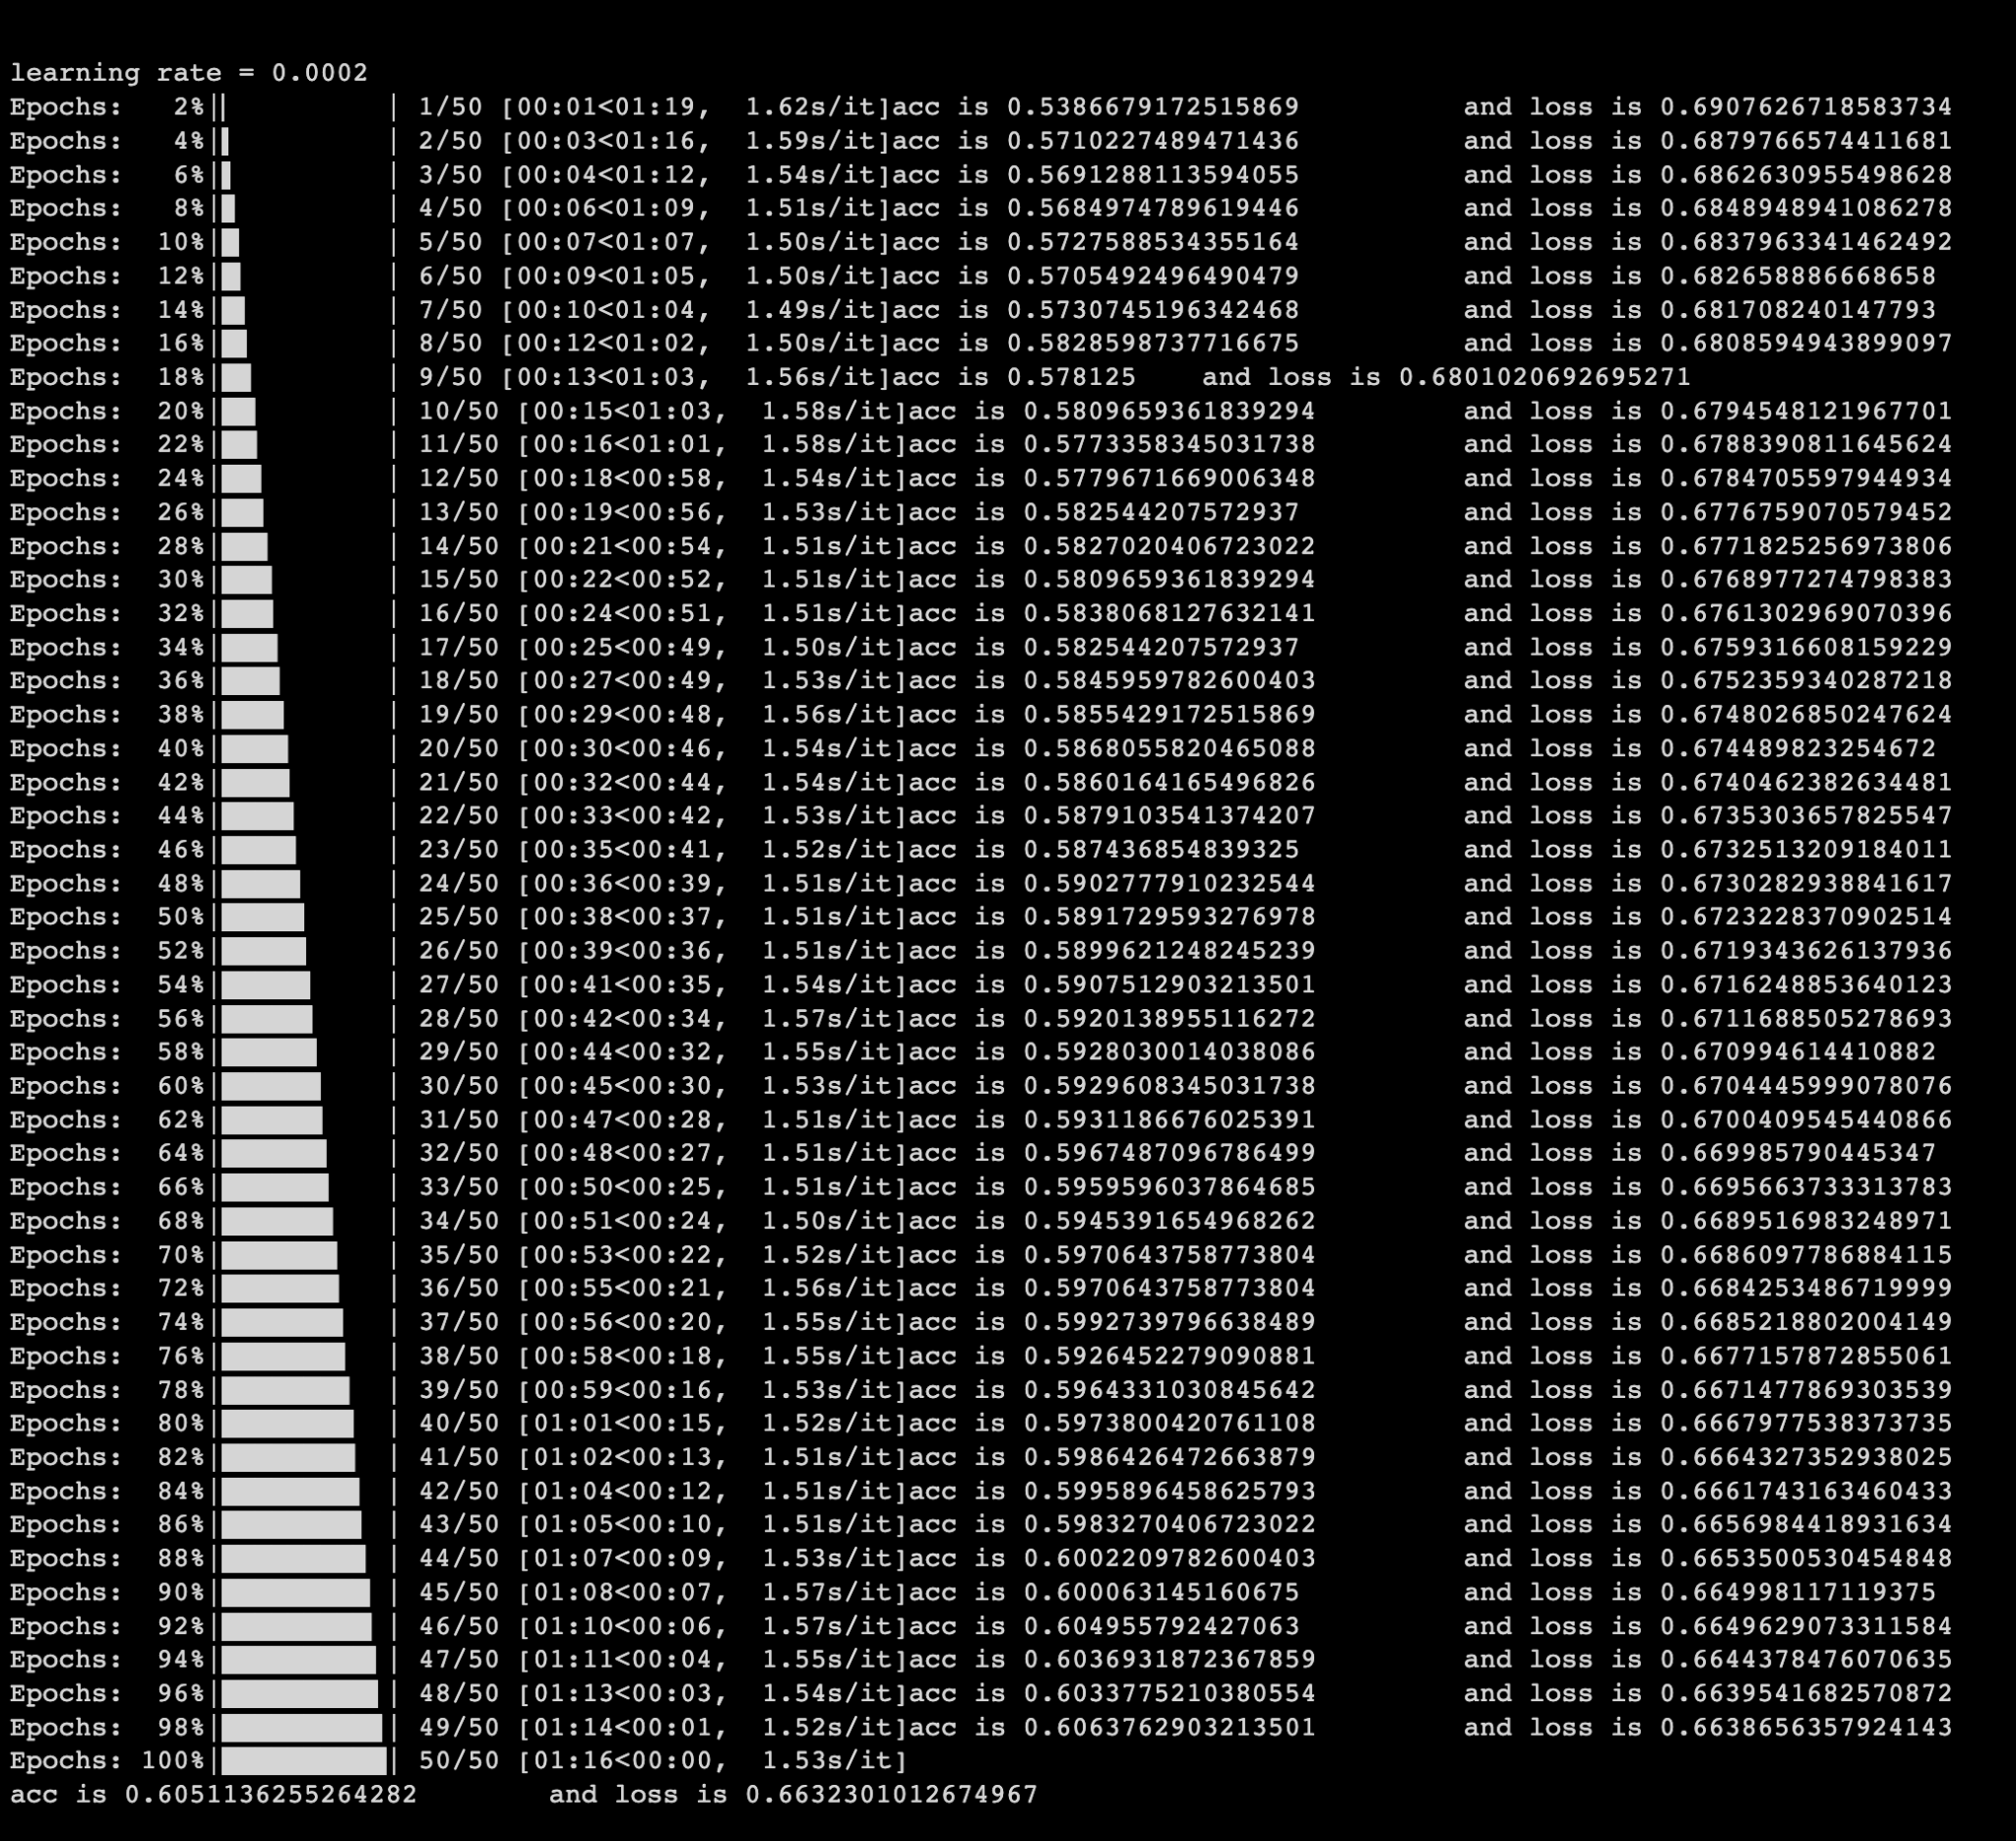 learning rate = 0.0002
Epochs:   2%||          | 1/50 [00:01<01:19,  1.62s/it]acc is 0.5386679172515869          and loss is 0.6907626718583734
Epochs:   4%|          | 2/50 [00:03<01:16,  1.59s/it]acc is 0.5710227489471436          and loss is 0.6879766574411681
Epochs:   6%|          | 3/50 [00:04<01:12,  1.54s/it]acc is 0.5691288113594055          and loss is 0.6862630955498628
Epochs:   8%|          | 4/50 [00:06<01:09,  1.51s/it]acc is 0.5684974789619446          and loss is 0.6848948941086278
Epochs:  10%|          | 5/50 [00:07<01:07,  1.50s/it]acc is 0.5727588534355164          and loss is 0.6837963341462492
Epochs:  12%|          | 6/50 [00:09<01:05,  1.50s/it]acc is 0.5705492496490479          and loss is 0.682658886668658
Epochs:  14%|          | 7/50 [00:10<01:04,  1.49s/it]acc is 0.5730745196342468          and loss is 0.681708240147793
Epochs:  16%|          | 8/50 [00:12<01:02,  1.50s/it]acc is 0.5828598737716675          and loss is 0.6808594943899097
Epochs:  18%|          | 9/50 [00:13<01:03,  1.56s/it]acc is 0.578125    and loss is 0.6801020692695271
Epochs:  20%|          | 10/50 [00:15<01:03,  1.58s/it]acc is 0.5809659361839294         and loss is 0.6794548121967701
Epochs:  22%|          | 11/50 [00:16<01:01,  1.58s/it]acc is 0.5773358345031738         and loss is 0.6788390811645624
Epochs:  24%|          | 12/50 [00:18<00:58,  1.54s/it]acc is 0.5779671669006348         and loss is 0.6784705597944934
Epochs:  26%|          | 13/50 [00:19<00:56,  1.53s/it]acc is 0.582544207572937          and loss is 0.6776759070579452
Epochs:  28%|          | 14/50 [00:21<00:54,  1.51s/it]acc is 0.5827020406723022         and loss is 0.6771825256973806
Epochs:  30%|          | 15/50 [00:22<00:52,  1.51s/it]acc is 0.5809659361839294         and loss is 0.6768977274798383
Epochs:  32%|          | 16/50 [00:24<00:51,  1.51s/it]acc is 0.5838068127632141         and loss is 0.6761302969070396
Epochs:  34%|          | 17/50 [00:25<00:49,  1.50s/it]acc is 0.582544207572937          and loss is 0.6759316608159229
Epochs:  36%|          | 18/50 [00:27<00:49,  1.53s/it]acc is 0.5845959782600403         and loss is 0.6752359340287218
Epochs:  38%|          | 19/50 [00:29<00:48,  1.56s/it]acc is 0.5855429172515869         and loss is 0.6748026850247624
Epochs:  40%|          | 20/50 [00:30<00:46,  1.54s/it]acc is 0.5868055820465088         and loss is 0.674489823254672
Epochs:  42%|          | 21/50 [00:32<00:44,  1.54s/it]acc is 0.5860164165496826         and loss is 0.6740462382634481
Epochs:  44%|          | 22/50 [00:33<00:42,  1.53s/it]acc is 0.5879103541374207         and loss is 0.6735303657825547
Epochs:  46%|          | 23/50 [00:35<00:41,  1.52s/it]acc is 0.587436854839325          and loss is 0.6732513209184011
Epochs:  48%|          | 24/50 [00:36<00:39,  1.51s/it]acc is 0.5902777910232544         and loss is 0.6730282938841617
Epochs:  50%|          | 25/50 [00:38<00:37,  1.51s/it]acc is 0.5891729593276978         and loss is 0.6723228370902514
Epochs:  52%|          | 26/50 [00:39<00:36,  1.51s/it]acc is 0.5899621248245239         and loss is 0.6719343626137936
Epochs:  54%|          | 27/50 [00:41<00:35,  1.54s/it]acc is 0.5907512903213501         and loss is 0.6716248853640123
Epochs:  56%|          | 28/50 [00:42<00:34,  1.57s/it]acc is 0.5920138955116272         and loss is 0.6711688505278693
Epochs:  58%|          | 29/50 [00:44<00:32,  1.55s/it]acc is 0.5928030014038086         and loss is 0.670994614410882
Epochs:  60%|          | 30/50 [00:45<00:30,  1.53s/it]acc is 0.5929608345031738         and loss is 0.6704445999078076
Epochs:  62%|          | 31/50 [00:47<00:28,  1.51s/it]acc is 0.5931186676025391         and loss is 0.6700409545440866
Epochs:  64%|          | 32/50 [00:48<00:27,  1.51s/it]acc is 0.5967487096786499         and loss is 0.669985790445347
Epochs:  66%|          | 33/50 [00:50<00:25,  1.51s/it]acc is 0.5959596037864685         and loss is 0.6695663733313783
Epochs:  68%|          | 34/50 [00:51<00:24,  1.50s/it]acc is 0.5945391654968262         and loss is 0.6689516983248971
Epochs:  70%|          | 35/50 [00:53<00:22,  1.52s/it]acc is 0.5970643758773804         and loss is 0.6686097786884115
Epochs:  72%|          | 36/50 [00:55<00:21,  1.56s/it]acc is 0.5970643758773804         and loss is 0.6684253486719999
Epochs:  74%|          | 37/50 [00:56<00:20,  1.55s/it]acc is 0.5992739796638489         and loss is 0.6685218802004149
Epochs:  76%|          | 38/50 [00:58<00:18,  1.55s/it]acc is 0.5926452279090881         and loss is 0.6677157872855061
Epochs:  78%|          | 39/50 [00:59<00:16,  1.53s/it]acc is 0.5964331030845642         and loss is 0.6671477869303539
Epochs:  80%|          | 40/50 [01:01<00:15,  1.52s/it]acc is 0.5973800420761108         and loss is 0.6667977538373735
Epochs:  82%|          | 41/50 [01:02<00:13,  1.51s/it]acc is 0.5986426472663879         and loss is 0.6664327352938025
Epochs:  84%|          | 42/50 [01:04<00:12,  1.51s/it]acc is 0.5995896458625793         and loss is 0.6661743163460433
Epochs:  86%|          | 43/50 [01:05<00:10,  1.51s/it]acc is 0.5983270406723022         and loss is 0.6656984418931634
Epochs:  88%|          | 44/50 [01:07<00:09,  1.53s/it]acc is 0.6002209782600403         and loss is 0.6653500530454848
Epochs:  90%|          | 45/50 [01:08<00:07,  1.57s/it]acc is 0.600063145160675          and loss is 0.664998117119375
Epochs:  92%|          | 46/50 [01:10<00:06,  1.57s/it]acc is 0.604955792427063          and loss is 0.6649629073311584
Epochs:  94%|          | 47/50 [01:11<00:04,  1.55s/it]acc is 0.6036931872367859         and loss is 0.6644378476070635
Epochs:  96%|          | 48/50 [01:13<00:03,  1.54s/it]acc is 0.6033775210380554         and loss is 0.6639541682570872
Epochs:  98%|          | 49/50 [01:14<00:01,  1.52s/it]acc is 0.6063762903213501         and loss is 0.6638656357924143
Epochs: 100%|          | 50/50 [01:16<00:00,  1.53s/it]
acc is 0.6051136255264282        and loss is 0.6632301012674967